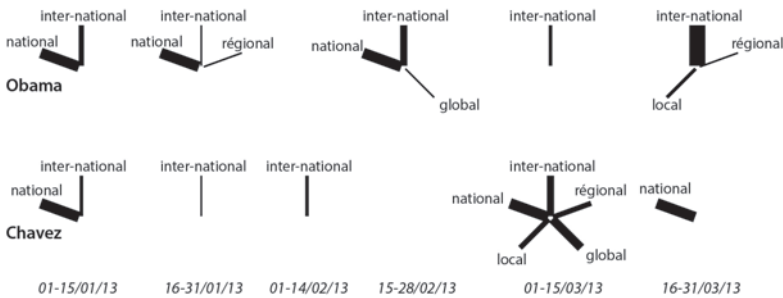 inter-national inter-national inter-national inter-national inter-national
national national régional national régional
Obama global local
inter-national inter-national inter-national inter-national
national national régional national
Chavez local global
01-15/01/13 16-31/01/13 01-14/02/13 15-28/02/13 01-15/03/13 16-31/03/13